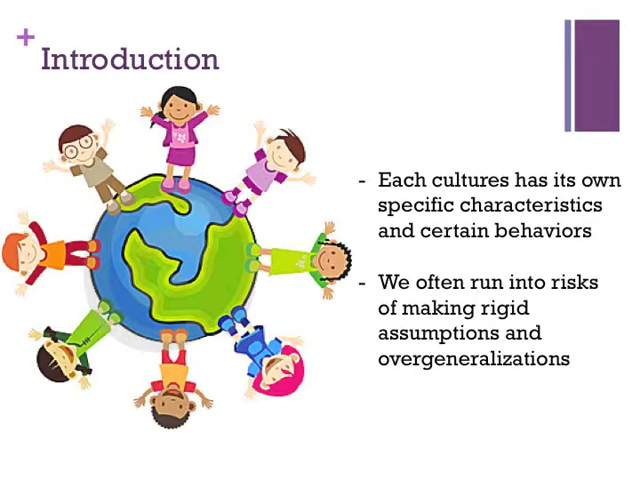 +
Introduction
- Each cultures has its own
specific characteristics
and certain behaviors
- We often run into risks
of making rigid
assumptions and
overgeneralizations